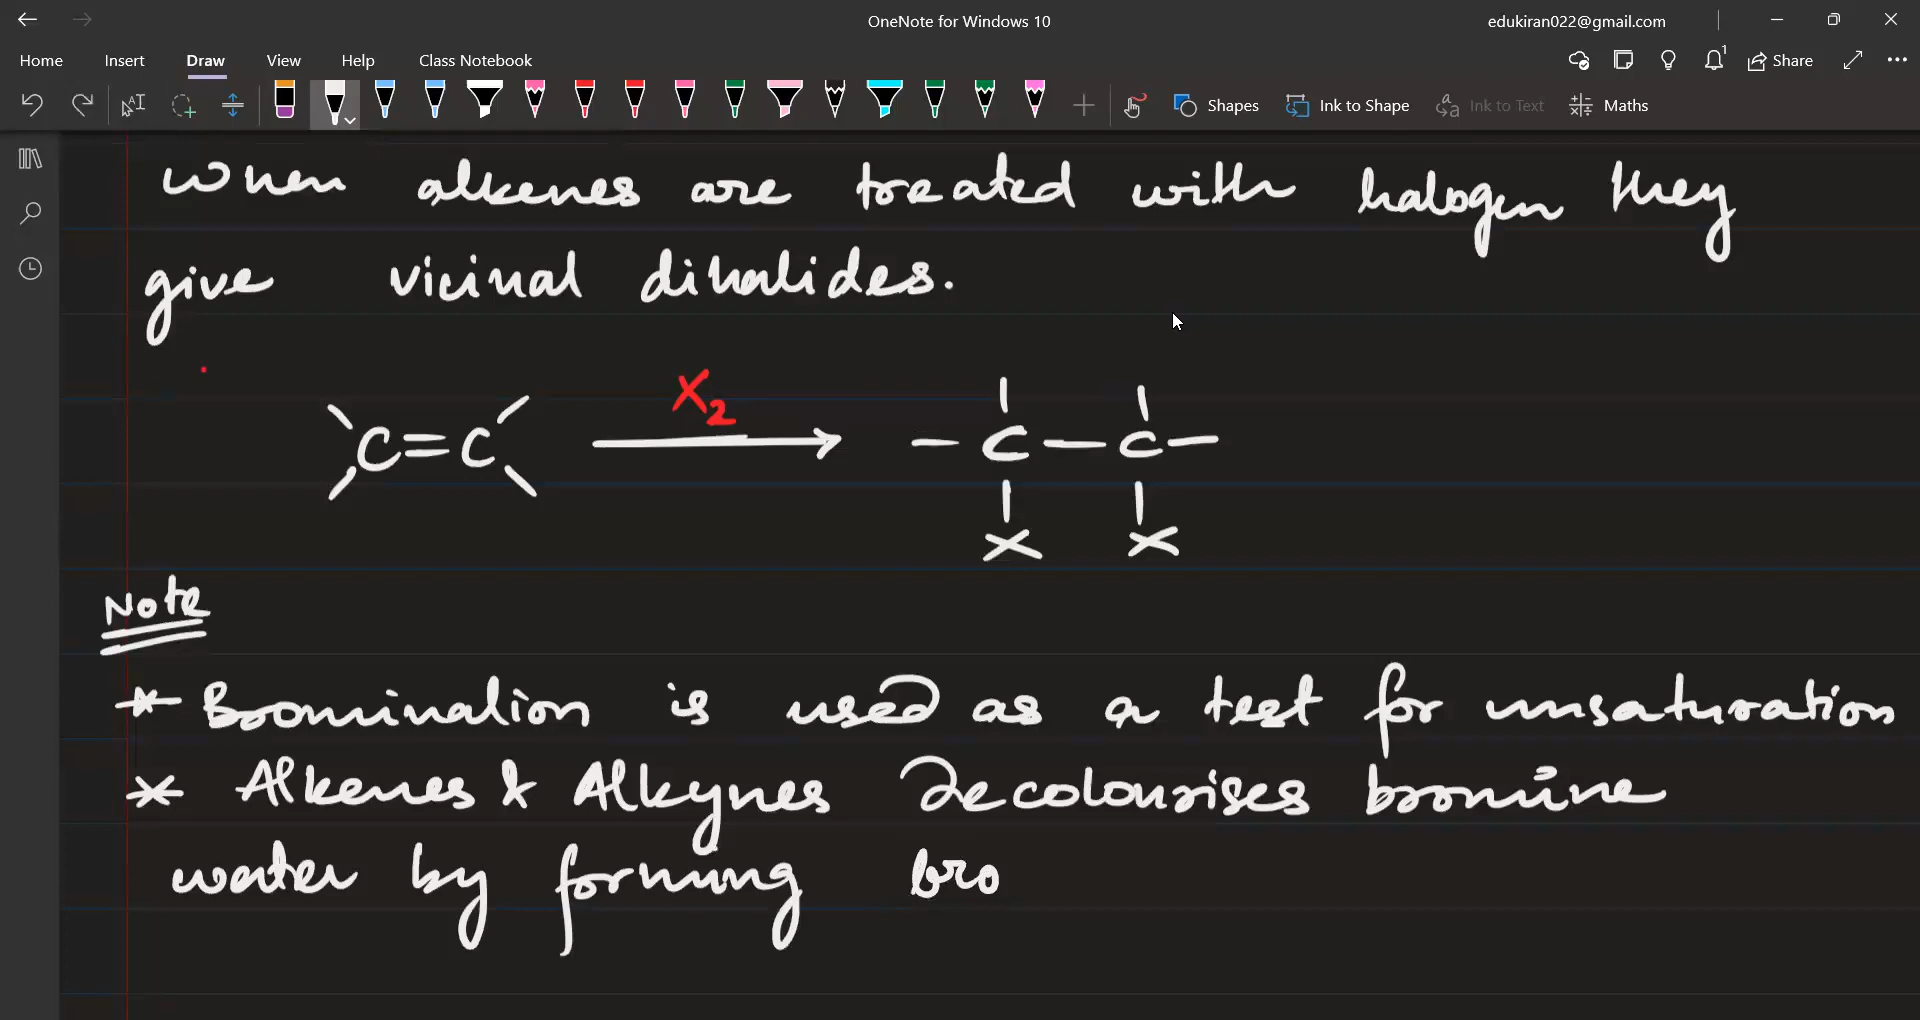 OneNote for Windows 10
edukiran022@gmail.com
Home Insert Draw View Help Class Notebook
1
Share
Shapes Ink to Shape Ink to Text Maths
When alkenes are treated with halogen they
give vicinal dihalides.
X2
C=C → -C-C-
X X
Note
* Bromination is used as a test for unsaturation
* Alkenes & Alkynes decolourises bromine
water by forming bro